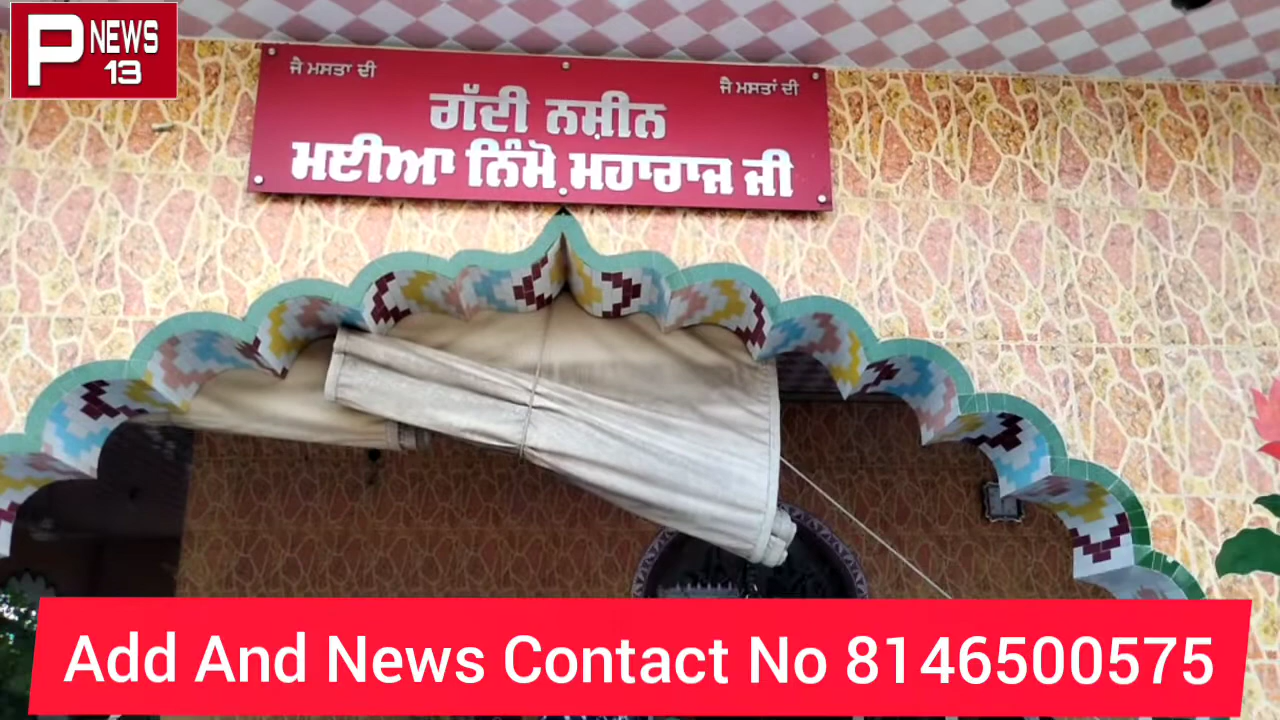 P NEWS
13
ਜੈ ਮਸਤਾ ਦੀ
ਜੈ ਮਸਤਾਂ ਦੀ
ਗੱਦੀ ਨਸ਼ੀਨ
ਮਈਆ ਨਿੰਮੋ ਮਹਾਰਾਜ ਜੀ
Add And News Contact No 8146500575